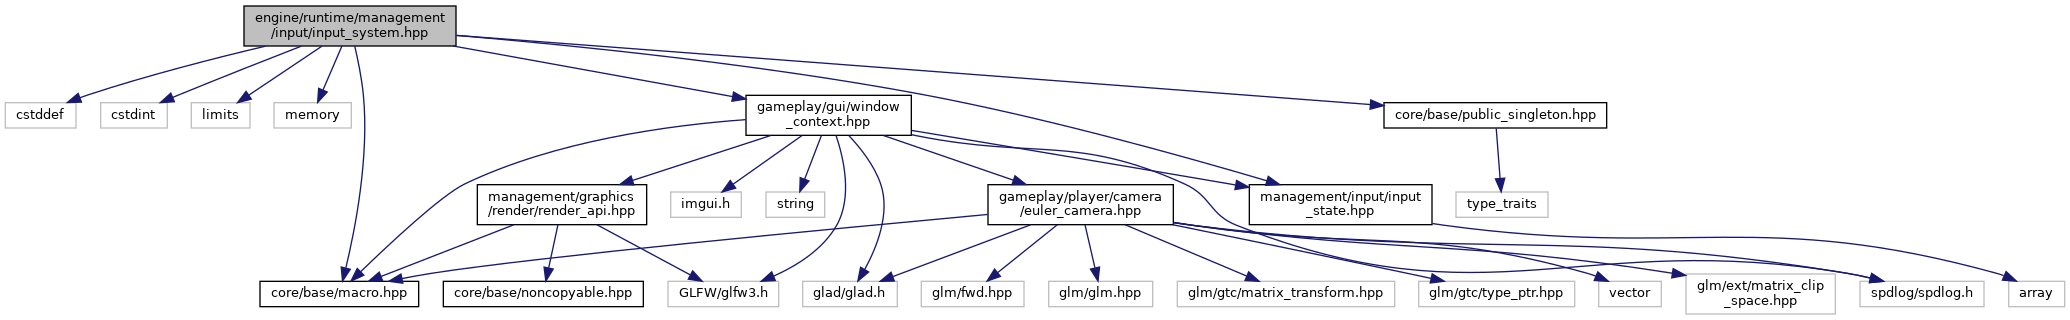 engine/runtime/management
/input/input_system.hpp
cstddef
cstdint
limits
memory
gameplay/gui/window
_context.hpp
core/base/public_singleton.hpp
management/graphics
/render/render_api.hpp
imgui.h
string
gameplay/player/camera
/euler_camera.hpp
management/input/input
_state.hpp
type_traits
core/base/macro.hpp
core/base/noncopyable.hpp
GLFW/glfw3.h
glad/glad.h
glm/fwd.hpp
glm/glm.hpp
glm/gtc/matrix_transform.hpp
glm/gtc/type_ptr.hpp
vector
glm/ext/matrix_clip
_space.hpp
spdlog/spdlog.h
array